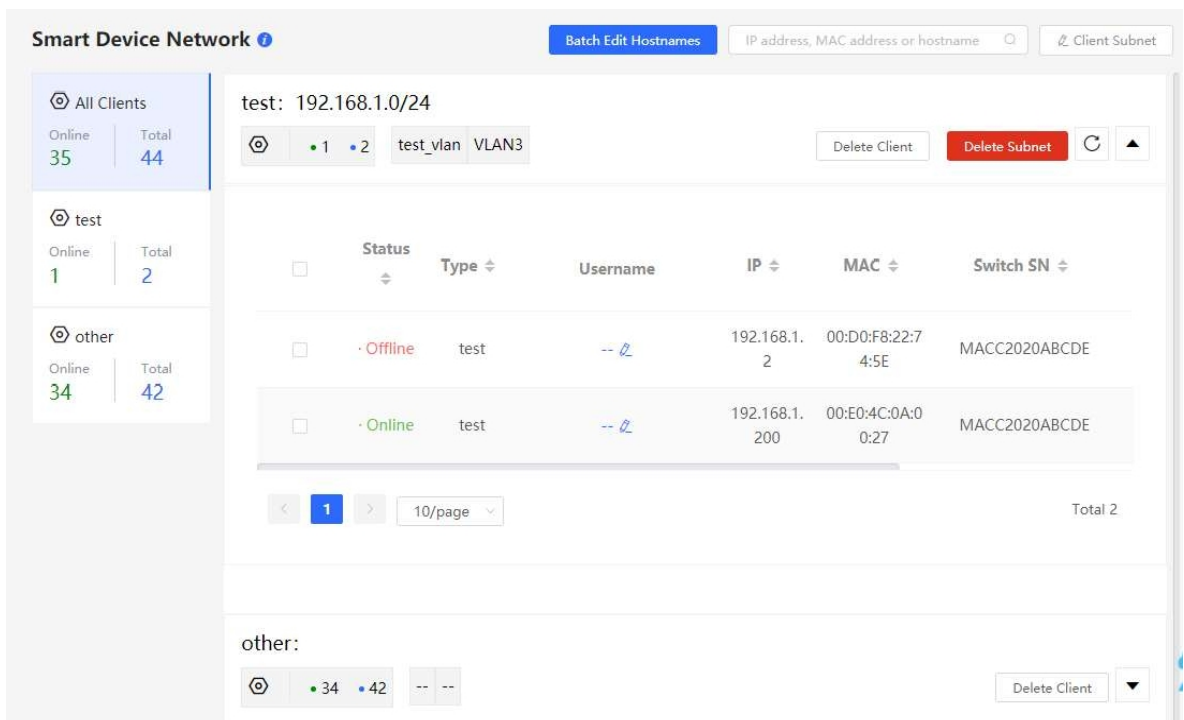 Smart Device Network
Batch Edit Hostnames
IP address, MAC address or hostname
Client Subnet
All Clients
Online Total
35 44
test
Online Total
1 2
other
Online Total
34 42
test: 192.168.1.0/24
1 2 test_vlan VLAN3
Delete Client Delete Subnet
Status Type Username IP MAC Switch SN
Offline test -- 192.168.1. 00:D0:F8:22:7 MACC2020ABCDE
2 4:5E
Online test -- 192.168.1. 00:E0:4C:0A:0 MACC2020ABCDE
200 0:27
< 1 > 10/page Total 2
other:
34 42 -- -- Delete Client